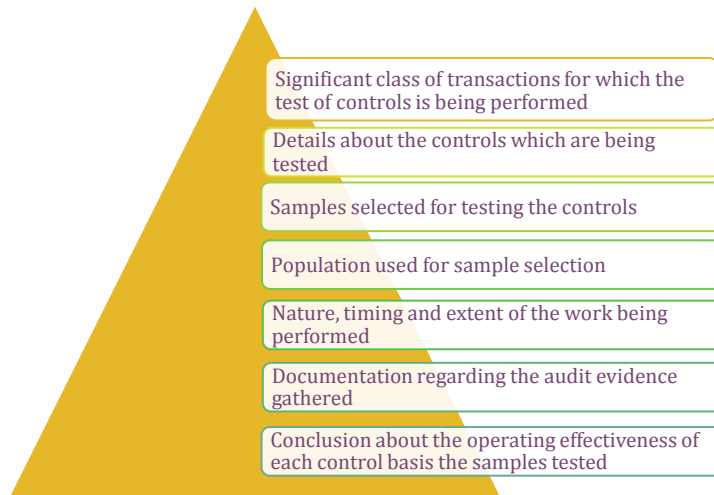 Significant class of transactions for which the
test of controls is being performed
Details about the controls which are being
tested
Samples selected for testing the controls
Population used for sample selection
Nature, timing and extent of the work being
performed
Documentation regarding the audit evidence
gathered
Conclusion about the operating effectiveness of
each control basis the samples tested